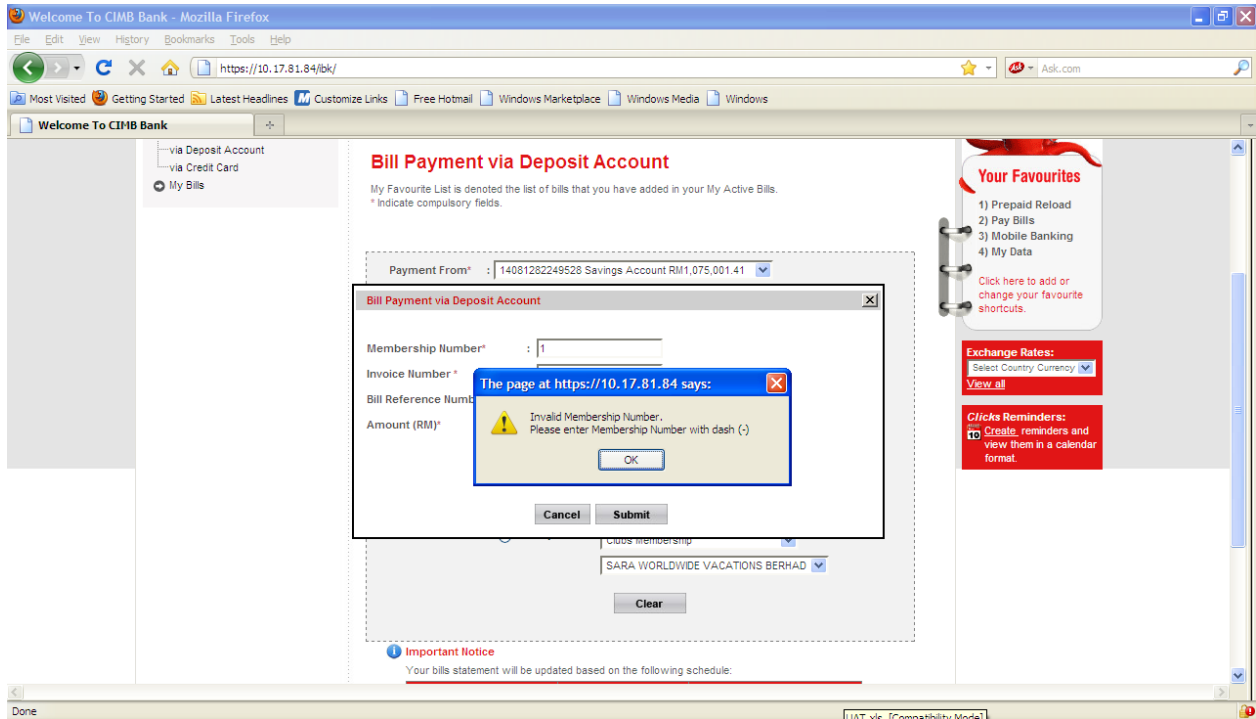 Welcome To CIMB Bank - Mozilla Firefox
File Edit View History Bookmarks Tools Help
https://10.17.81.84/ibk/
Ask.com
Most Visited Getting Started Latest Headlines Customize Links Free Hotmail Windows Marketplace Windows Media Windows
Welcome To CIMB Bank
via Deposit Account
via Credit Card
My Bills
Bill Payment via Deposit Account
My Favourite List is denoted the list of bills that you have added in your My Active Bills.
* Indicate compulsory fields.
Payment From* : 14081282249528 Savings Account RM1,075,001.41
Bill Payment via Deposit Account
Membership Number* : 1
Invoice Number *
Bill Reference Numb
Amount (RM)*
The page at https://10.17.81.84 says:
Invalid Membership Number.
Please enter Membership Number with dash (-)
OK
Cancel Submit
Clubs Membership
SARA WORLDWIDE VACATIONS BERHAD
Clear
Important Notice
Your bills statement will be updated based on the following schedule:
Your Favourites
1) Prepaid Reload
2) Pay Bills
3) Mobile Banking
4) My Data
Click here to add or
change your favourite
shortcuts.
Exchange Rates:
Select Country Currency
View all
Clicks Reminders:
10 Create reminders and
view them in a calendar
format.
Done
UAT.xls [Compatibility Mode]